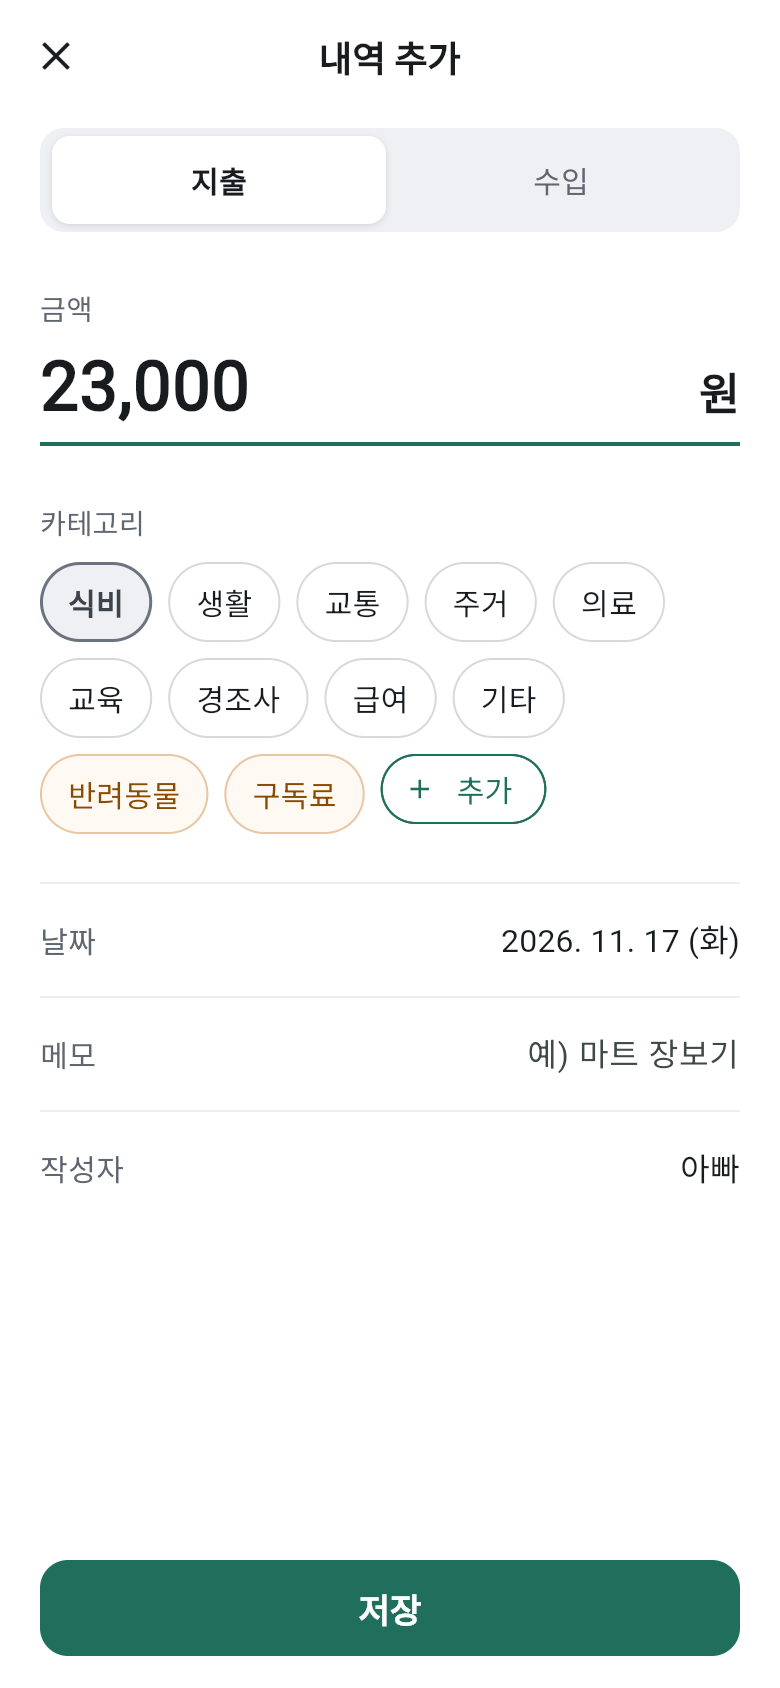 내역 추가
지출 수입
금액
23,000 원
카테고리
식비 생활 교통 주거 의료
교육 경조사 급여 기타
반려동물 구독료 + 추가
날짜 2026. 11. 17 (화)
메모 예) 마트 장보기
작성자 아빠
저장